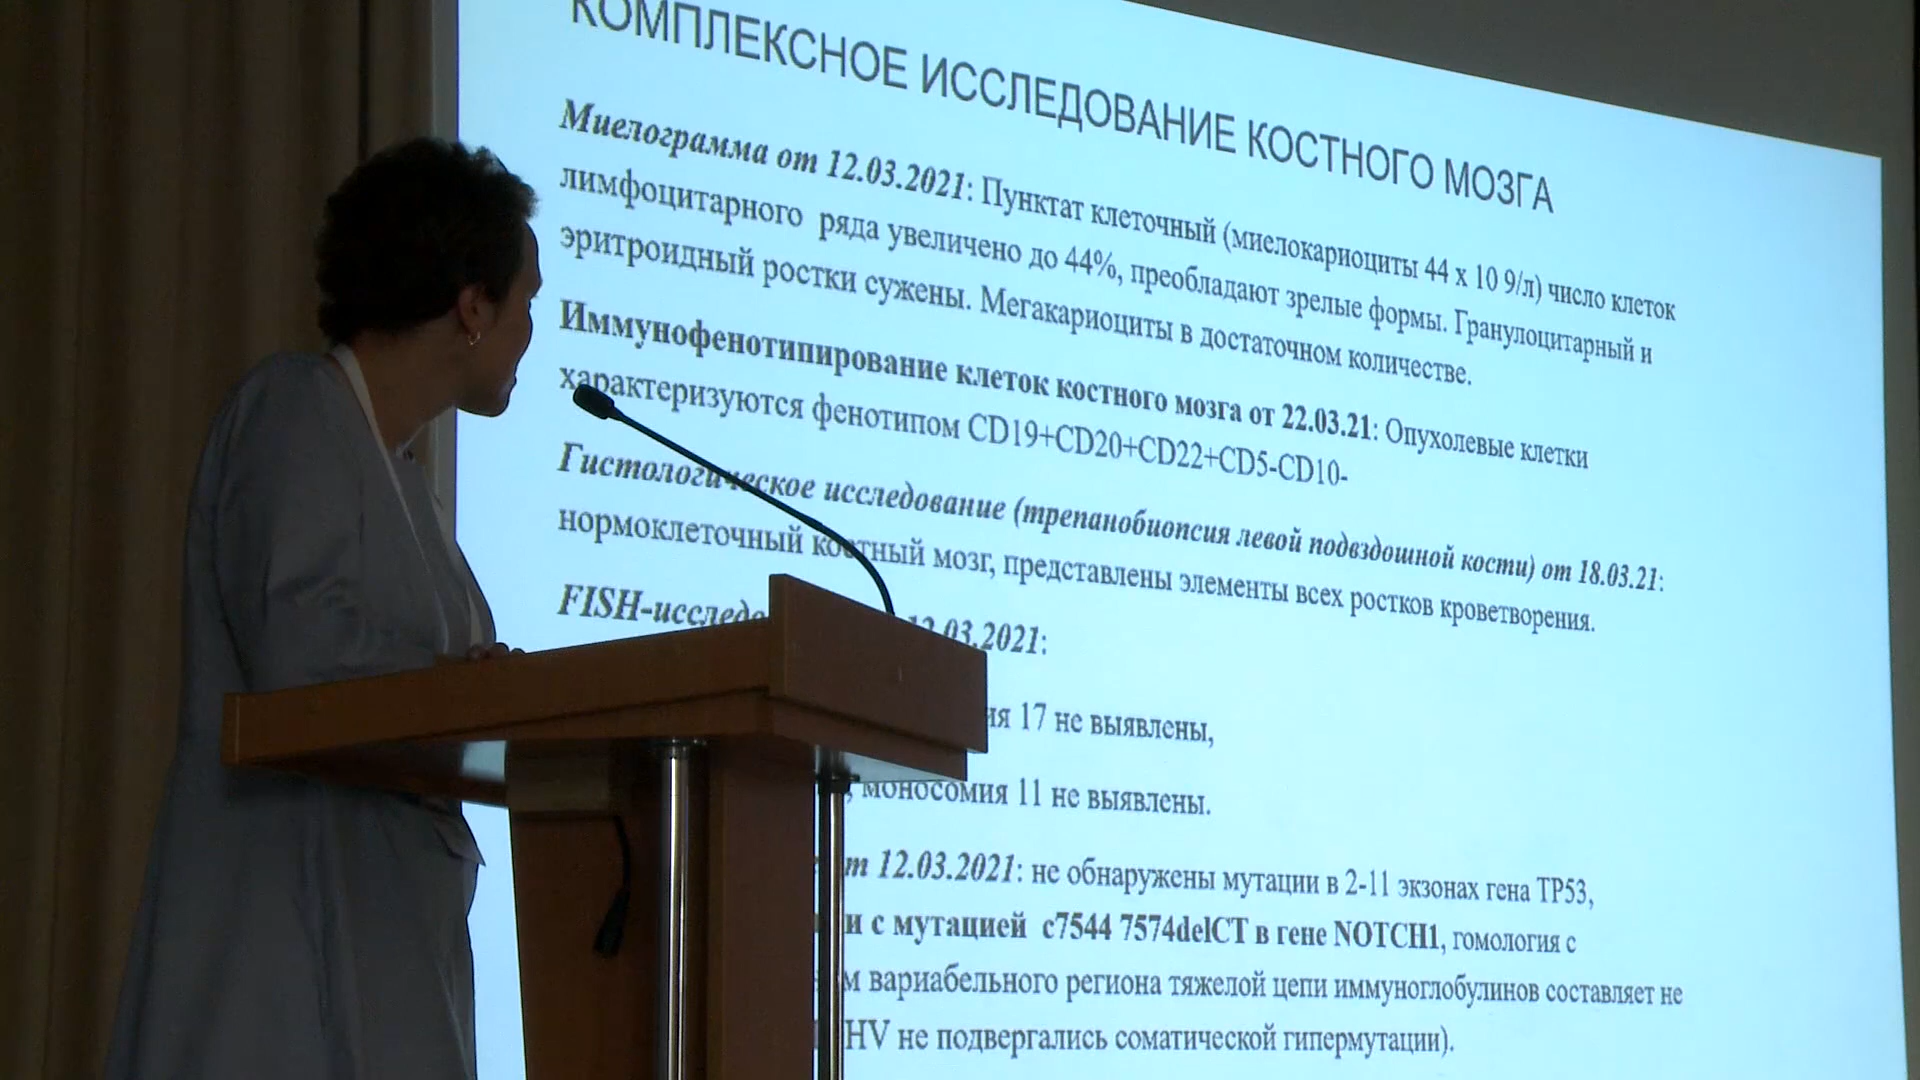 КОМПЛЕКСНОЕ ИССЛЕДОВАНИЕ КОСТНОГО МОЗГА
Миелограмма от 12.03.2021: Пунктат клеточный (миелокариоциты 44 х 10 9/л) число клеток
лимфоцитарного ряда увеличено до 44%, преобладают зрелые формы. Гранулоцитарный и
эритроидный ростки сужены. Мегакариоциты в достаточном количестве.
Иммунофенотипирование клеток костного мозга от 22.03.21: Опухолевые клетки
характеризуются фенотипом CD19+CD20+CD22+CD5-CD10-
Гистологическое исследование (трепанобиопсия левой подвздошной кости) от 18.03.21:
нормоклеточный костный мозг, представлены элементы всех ростков кроветворения.
FISH-исследо 12.03.2021:
ия 17 не выявлены,
, моносомия 11 не выявлены.
т 12.03.2021: не обнаружены мутации в 2-11 экзонах гена TP53,
и с мутацией c7544 7574delCT в гене NOTCH1, гомология с
м вариабельного региона тяжелой цепи иммуноглобулинов составляет не
HV не подвергались соматической гипермутации).